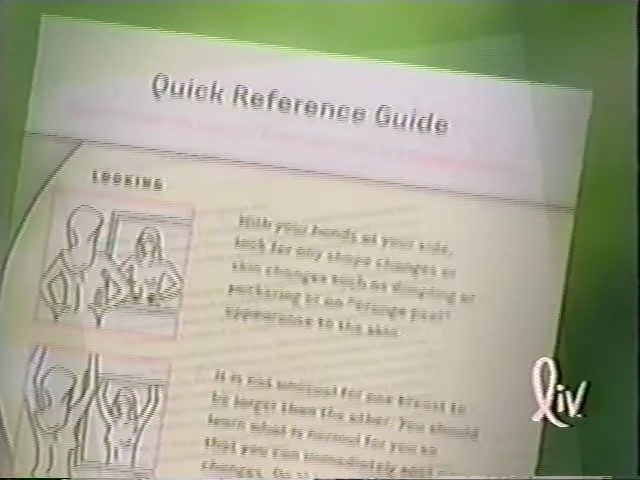 Quick Reference Guide
LOOKING
With your hands at your side,
look for any shape changes or
skin changes such as dimpling or
puckering or an "orange peel"
appearance to the skin.
It is not unusual for one breast to
be larger than the other. You should
learn what is normal for you so
that you can immediately
changes.
liv